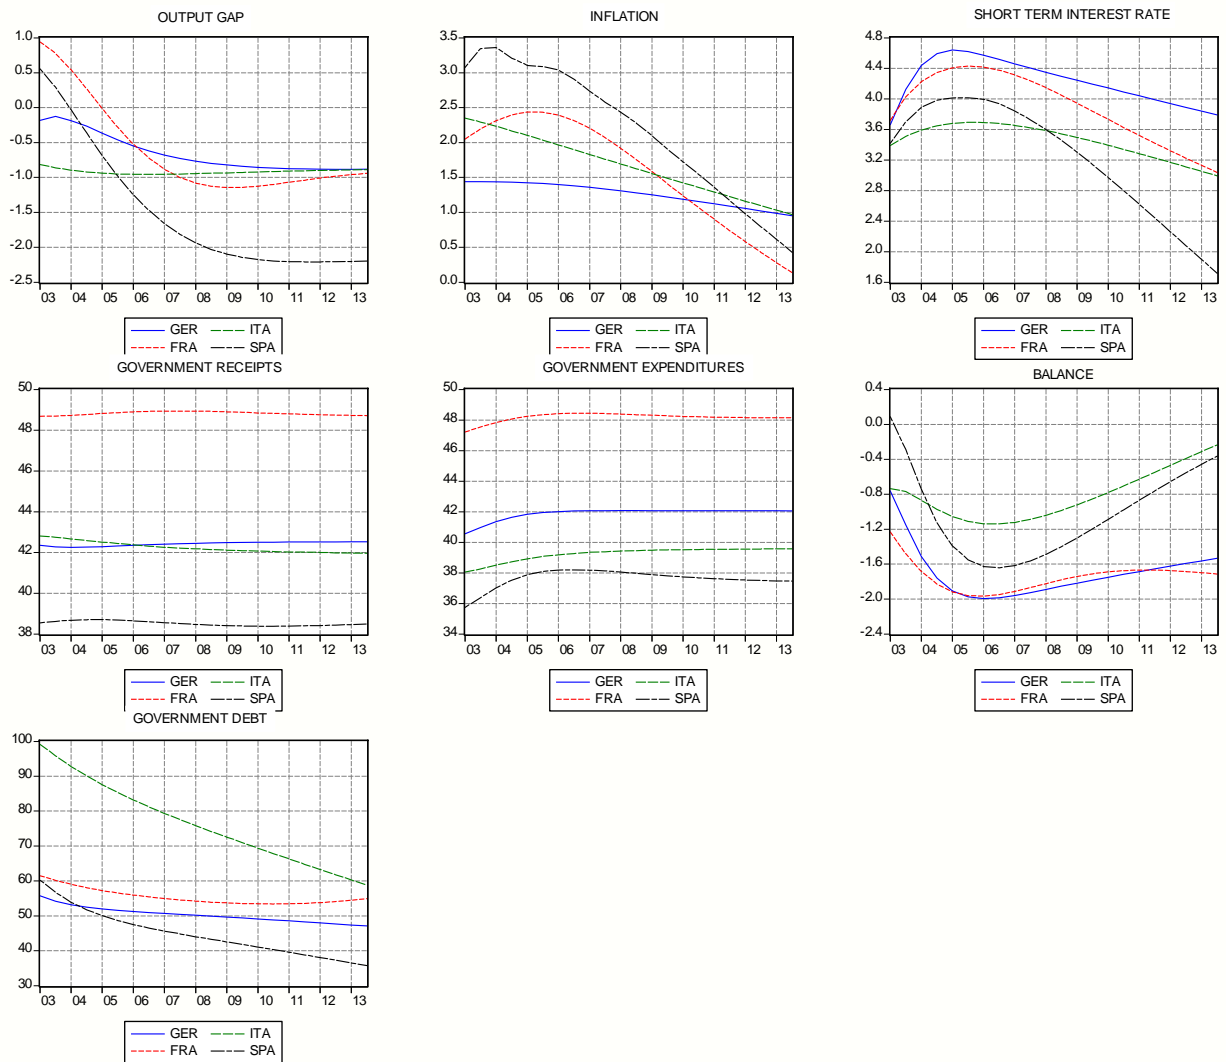 OUTPUT GAP
1.0
0.5
0.0
-0.5
-1.0
-1.5
-2.0
-2.5
03 04 05 06 07 08 09 10 11 12 13
GER ITA
FRA SPA
INFLATION
3.5
3.0
2.5
2.0
1.5
1.0
0.5
0.0
03 04 05 06 07 08 09 10 11 12 13
GER ITA
FRA SPA
SHORT TERM INTEREST RATE
4.8
4.4
4.0
3.6
3.2
2.8
2.4
2.0
1.6
03 04 05 06 07 08 09 10 11 12 13
GER ITA
FRA SPA
GOVERNMENT RECEIPTS
50
48
46
44
42
40
38
03 04 05 06 07 08 09 10 11 12 13
GER ITA
FRA SPA
GOVERNMENT EXPENDITURES
50
48
46
44
42
40
38
36
34
03 04 05 06 07 08 09 10 11 12 13
GER ITA
FRA SPA
BALANCE
0.4
0.0
-0.4
-0.8
-1.2
-1.6
-2.0
-2.4
03 04 05 06 07 08 09 10 11 12 13
GER ITA
FRA SPA
GOVERNMENT DEBT
100
90
80
70
60
50
40
30
03 04 05 06 07 08 09 10 11 12 13
GER ITA
FRA SPA